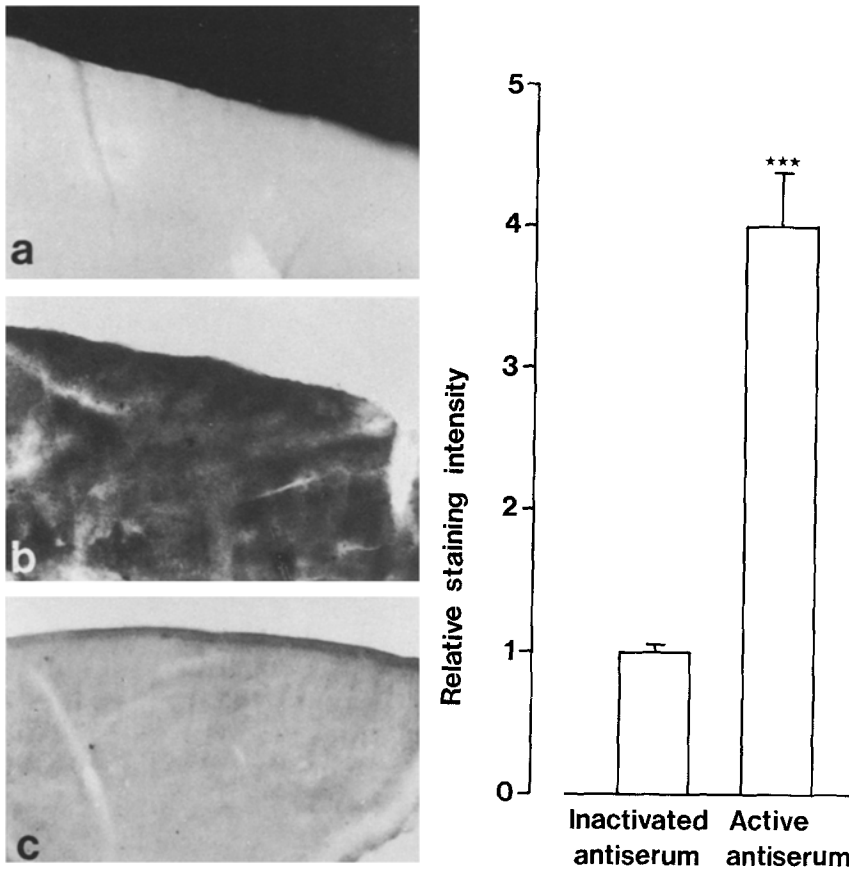 a
b
c
5
4
3
2
1
0
Relative staining intensity
★★★
Inactivated antiserum
Active antiserum